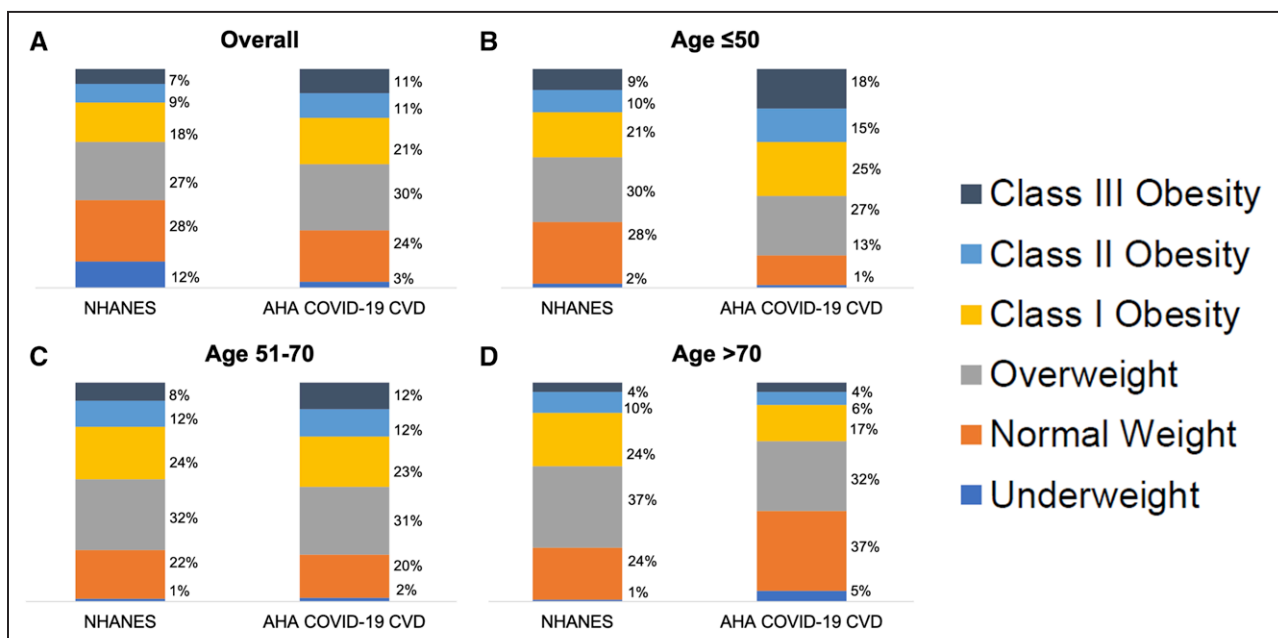 A Overall
7%
9%
18%
27%
28%
12%
NHANES
11%
11%
21%
30%
24%
3%
AHA COVID-19 CVD
B Age ≤50
9%
10%
21%
30%
28%
2%
NHANES
18%
15%
25%
27%
13%
1%
AHA COVID-19 CVD
C Age 51-70
8%
12%
24%
32%
22%
1%
NHANES
12%
12%
23%
31%
20%
2%
AHA COVID-19 CVD
D Age >70
4%
10%
24%
37%
24%
1%
NHANES
4%
6%
17%
32%
37%
5%
AHA COVID-19 CVD
Class III Obesity
Class II Obesity
Class I Obesity
Overweight
Normal Weight
Underweight